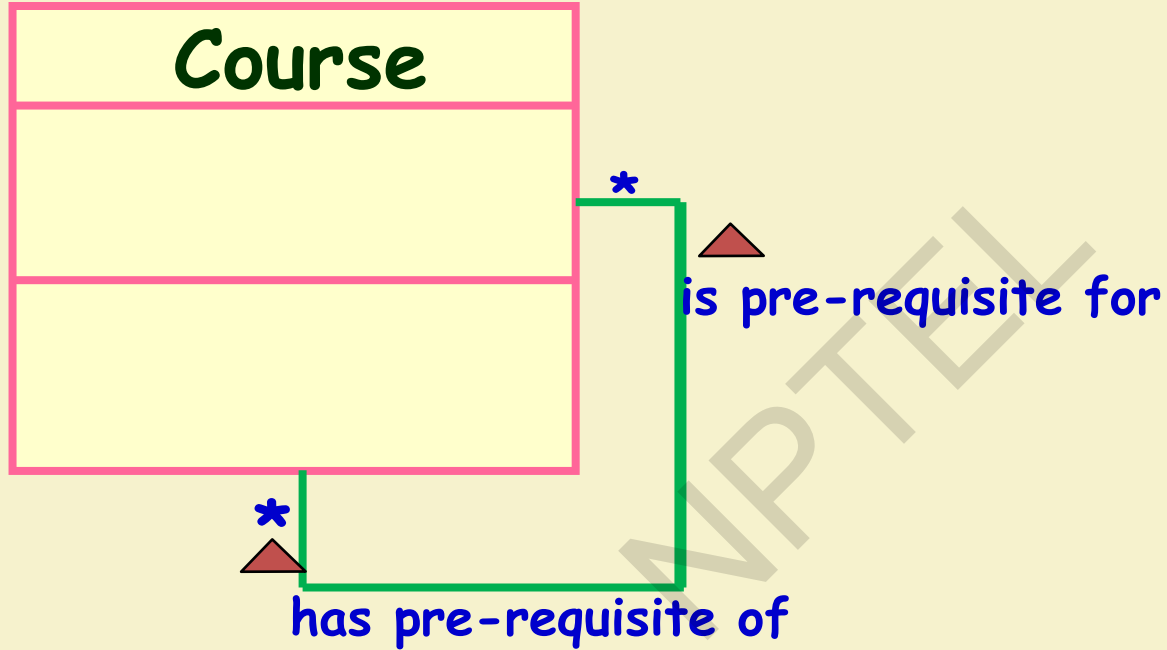 Course
*
is pre-requisite for
*
has pre-requisite of
NPTEL